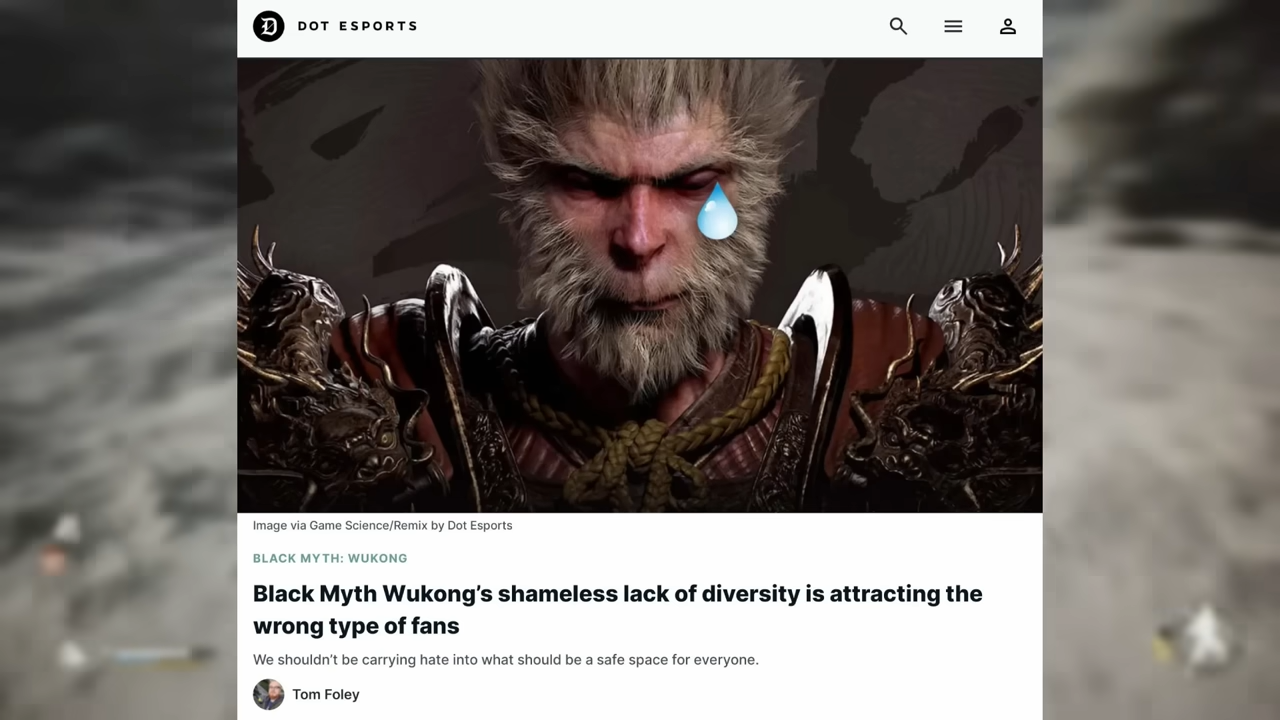 DOT ESPORTS
Image via Game Science/Remix by Dot Esports
BLACK MYTH: WUKONG
Black Myth Wukong’s shameless lack of diversity is attracting the
wrong type of fans
We shouldn’t be carrying hate into what should be a safe space for everyone.
Tom Foley